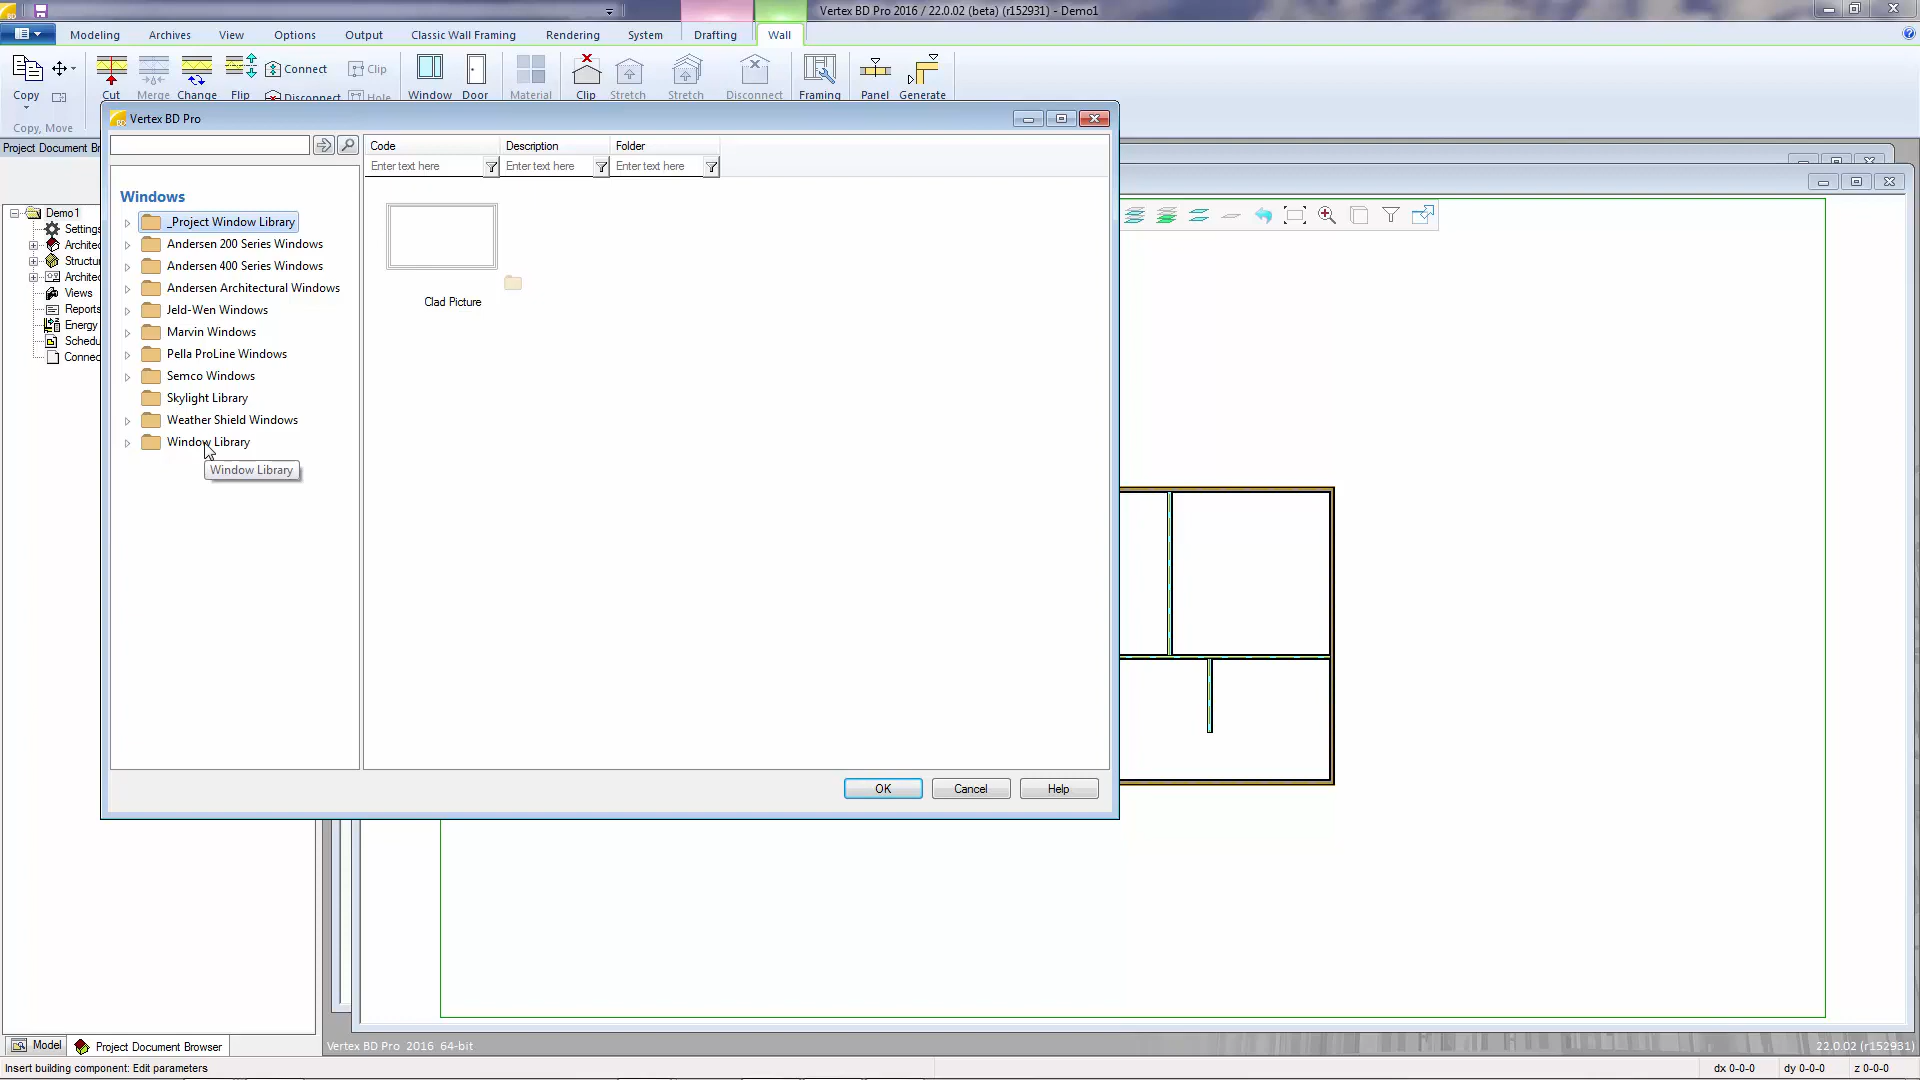 Vertex BD Pro 2016 / 22.0.02 (beta) (r152931) - Demo1
Modeling Archives View Options Output Classic Wall Framing Rendering System Drafting Wall
Connect Clip
Copy Cut Merge Change Flip Disconnect Hole Window Door Material Clip Stretch Stretch Disconnect Framing Panel Generate
Copy, Move
Project Document Br
Vertex BD Pro
Code Description Folder
Enter text here Enter text here Enter text here
Windows
_Project Window Library
Andersen 200 Series Windows
Andersen 400 Series Windows
Andersen Architectural Windows
Jeld-Wen Windows
Marvin Windows
Pella ProLine Windows
Semco Windows
Skylight Library
Weather Shield Windows
Window Library
Window Library
Clad Picture
OK Cancel Help
Demo1
Settings
Architec
Structur
Architec
Views
Reports
Energy
Schedu
Connec
Model Project Document Browser
Vertex BD Pro 2016 64-bit
22.0.02 (r152931)
Insert building component: Edit parameters
dx 0-0-0 dy 0-0-0 z 0-0-0